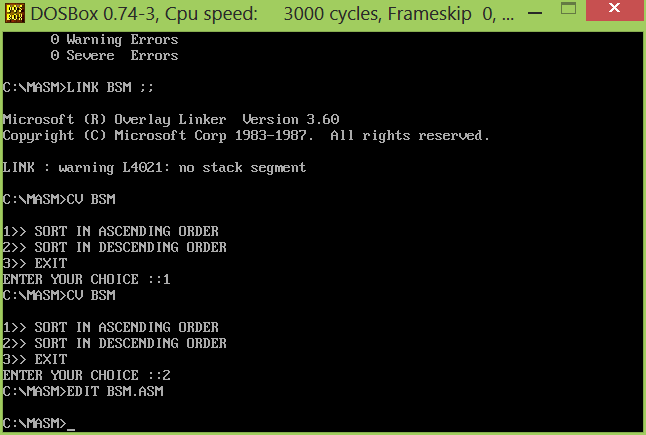 DOS
BOX
DOSBox 0.74-3, Cpu speed: 3000 cycles, Frameskip 0, ...
0 Warning Errors
0 Severe Errors
C:\MASM>LINK BSM ;;
Microsoft (R) Overlay Linker Version 3.60
Copyright (C) Microsoft Corp 1983-1987. All rights reserved.
LINK : warning L4021: no stack segment
C:\MASM>CV BSM
1>> SORT IN ASCENDING ORDER
2>> SORT IN DESCENDING ORDER
3>> EXIT
ENTER YOUR CHOICE ::1
C:\MASM>CV BSM
1>> SORT IN ASCENDING ORDER
2>> SORT IN DESCENDING ORDER
3>> EXIT
ENTER YOUR CHOICE ::2
C:\MASM>EDIT BSM.ASM
C:\MASM>_